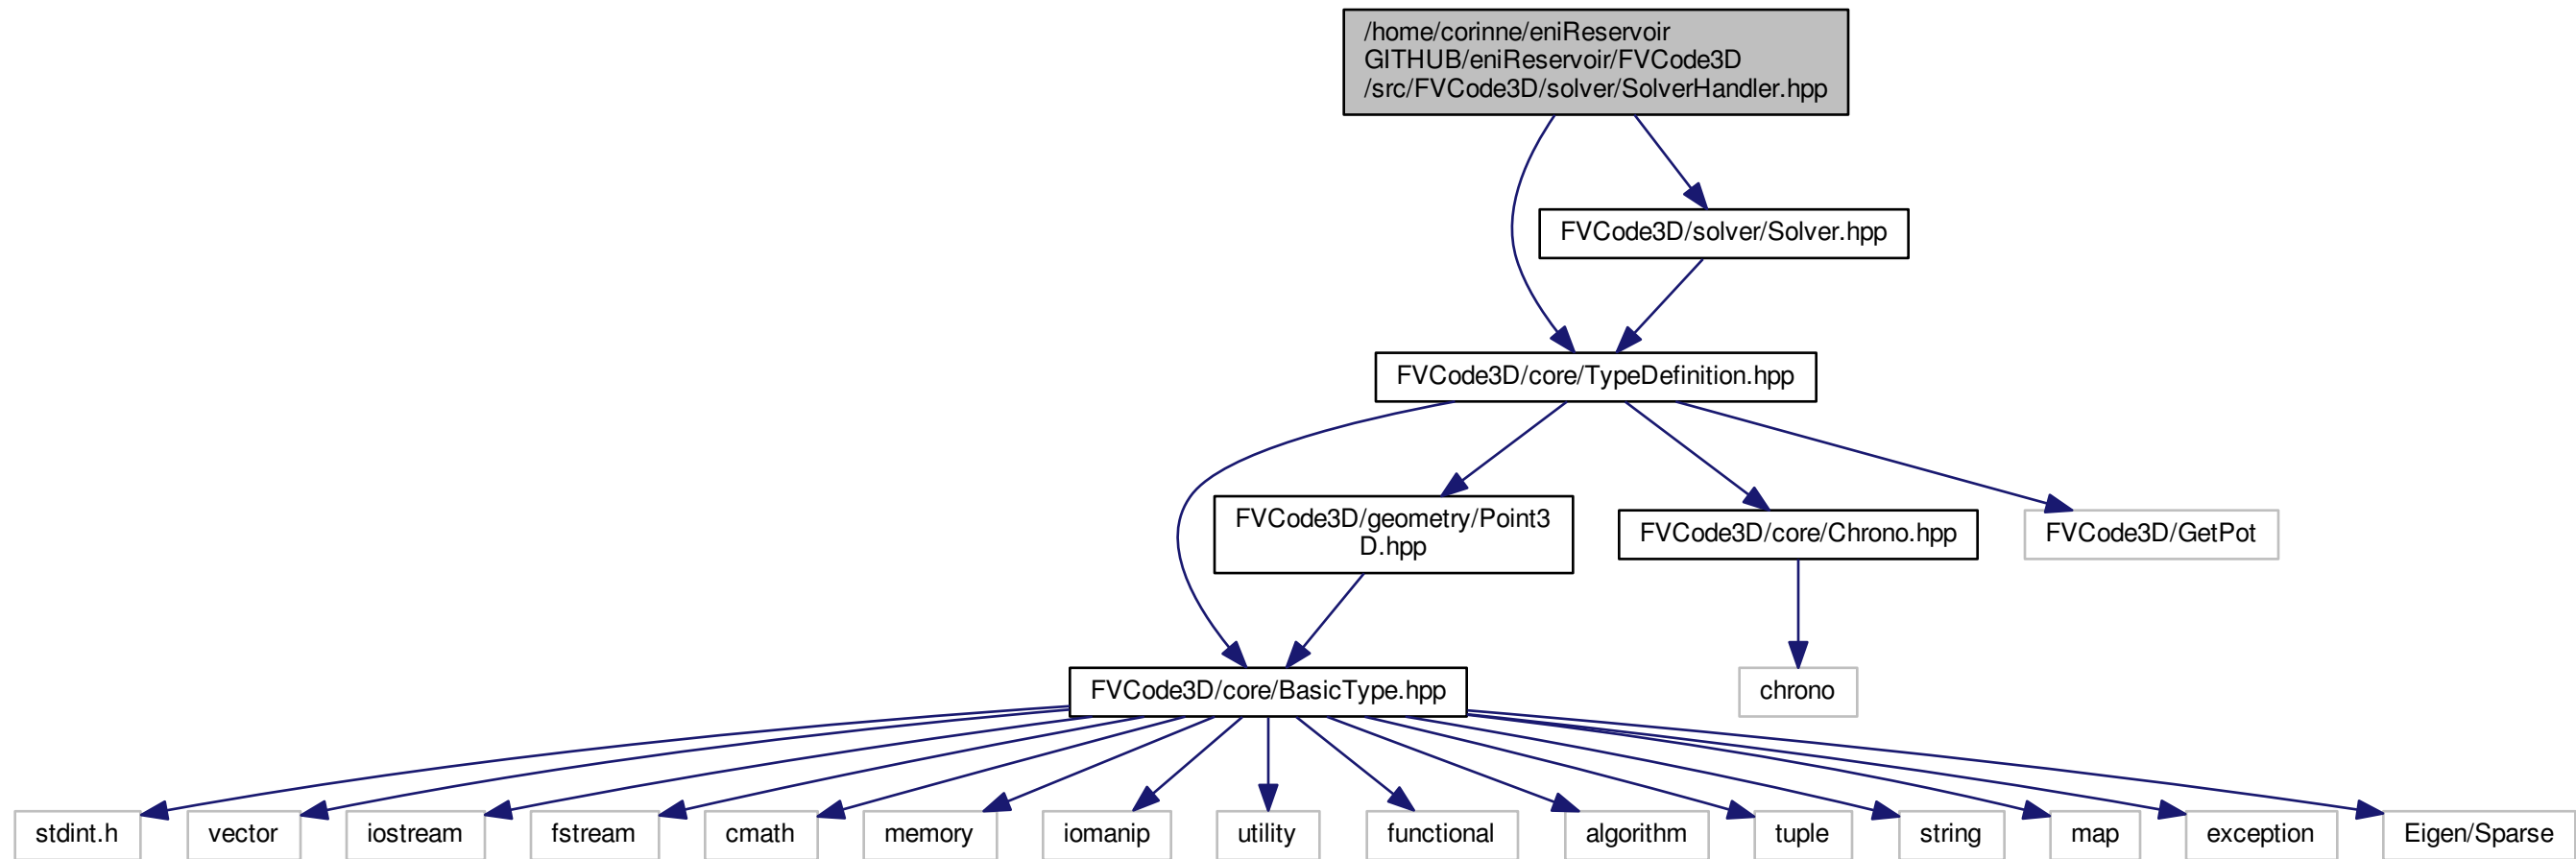 /home/corinne/eniReservoir
GITHUB/eniReservoir/FVCode3D
/src/FVCode3D/solver/SolverHandler.hpp
FVCode3D/solver/Solver.hpp
FVCode3D/core/TypeDefinition.hpp
FVCode3D/geometry/Point3
D.hpp
FVCode3D/core/Chrono.hpp
FVCode3D/GetPot
FVCode3D/core/BasicType.hpp
chrono
stdint.h
vector
iostream
fstream
cmath
memory
iomanip
utility
functional
algorithm
tuple
string
map
exception
Eigen/Sparse